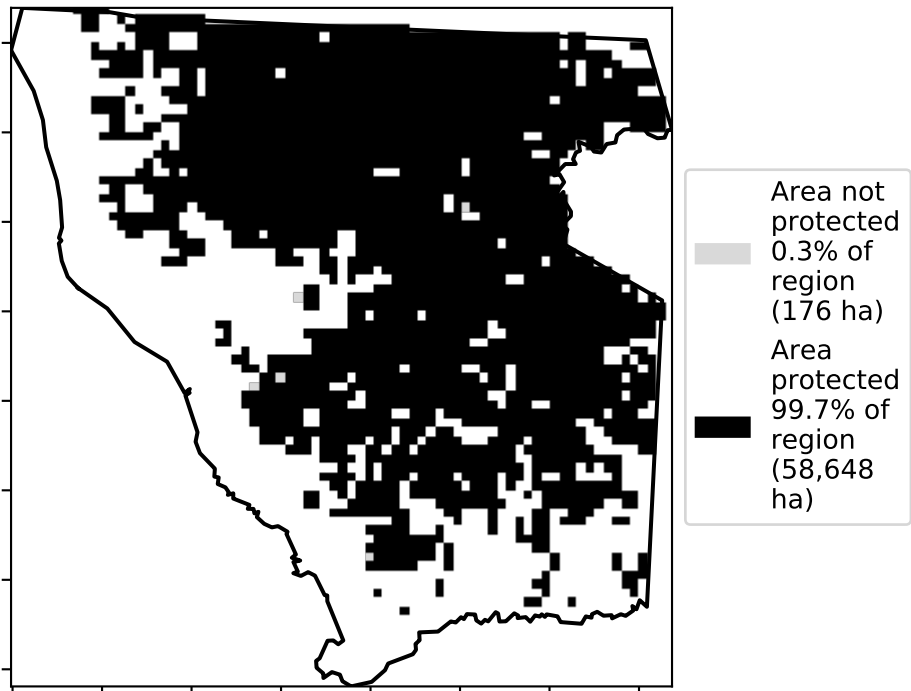 Area not
protected
0.3% of
region
(176 ha)
Area
protected
99.7% of
region
(58,648
ha)